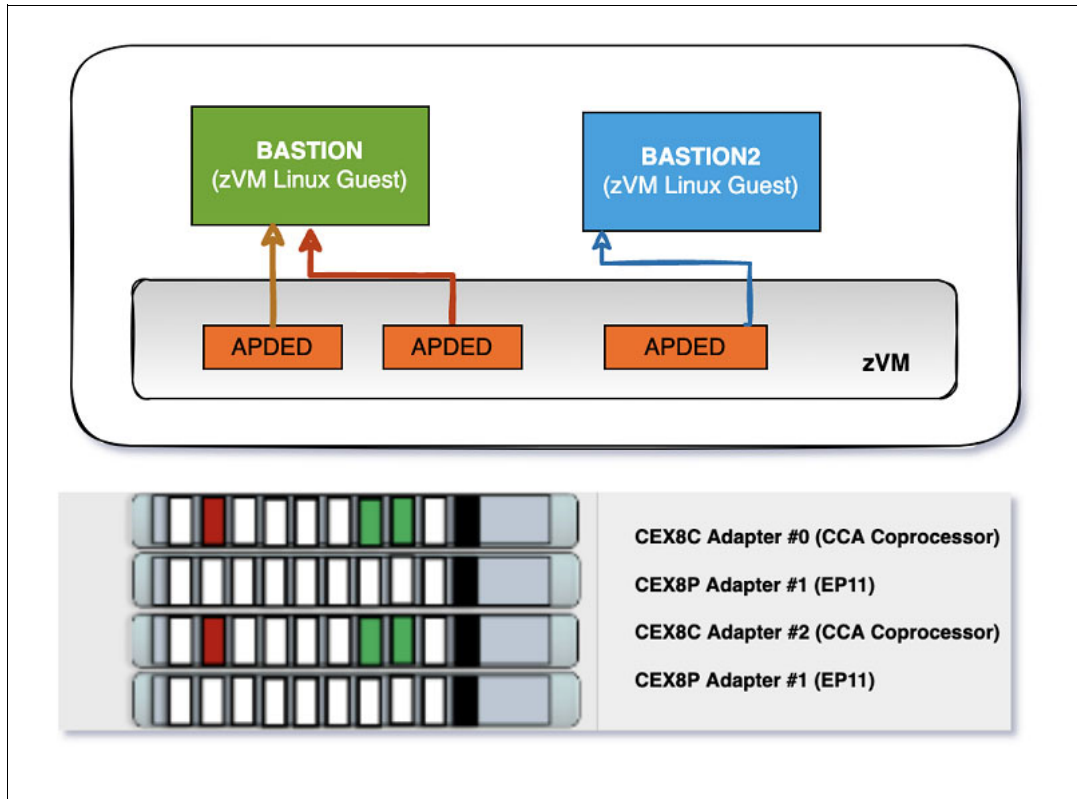 BASTION
(zVM Linux Guest)
BASTION2
(zVM Linux Guest)
APDED
APDED
APDED
zVM
CEX8C Adapter #0 (CCA Coprocessor)
CEX8P Adapter #1 (EP11)
CEX8C Adapter #2 (CCA Coprocessor)
CEX8P Adapter #1 (EP11)